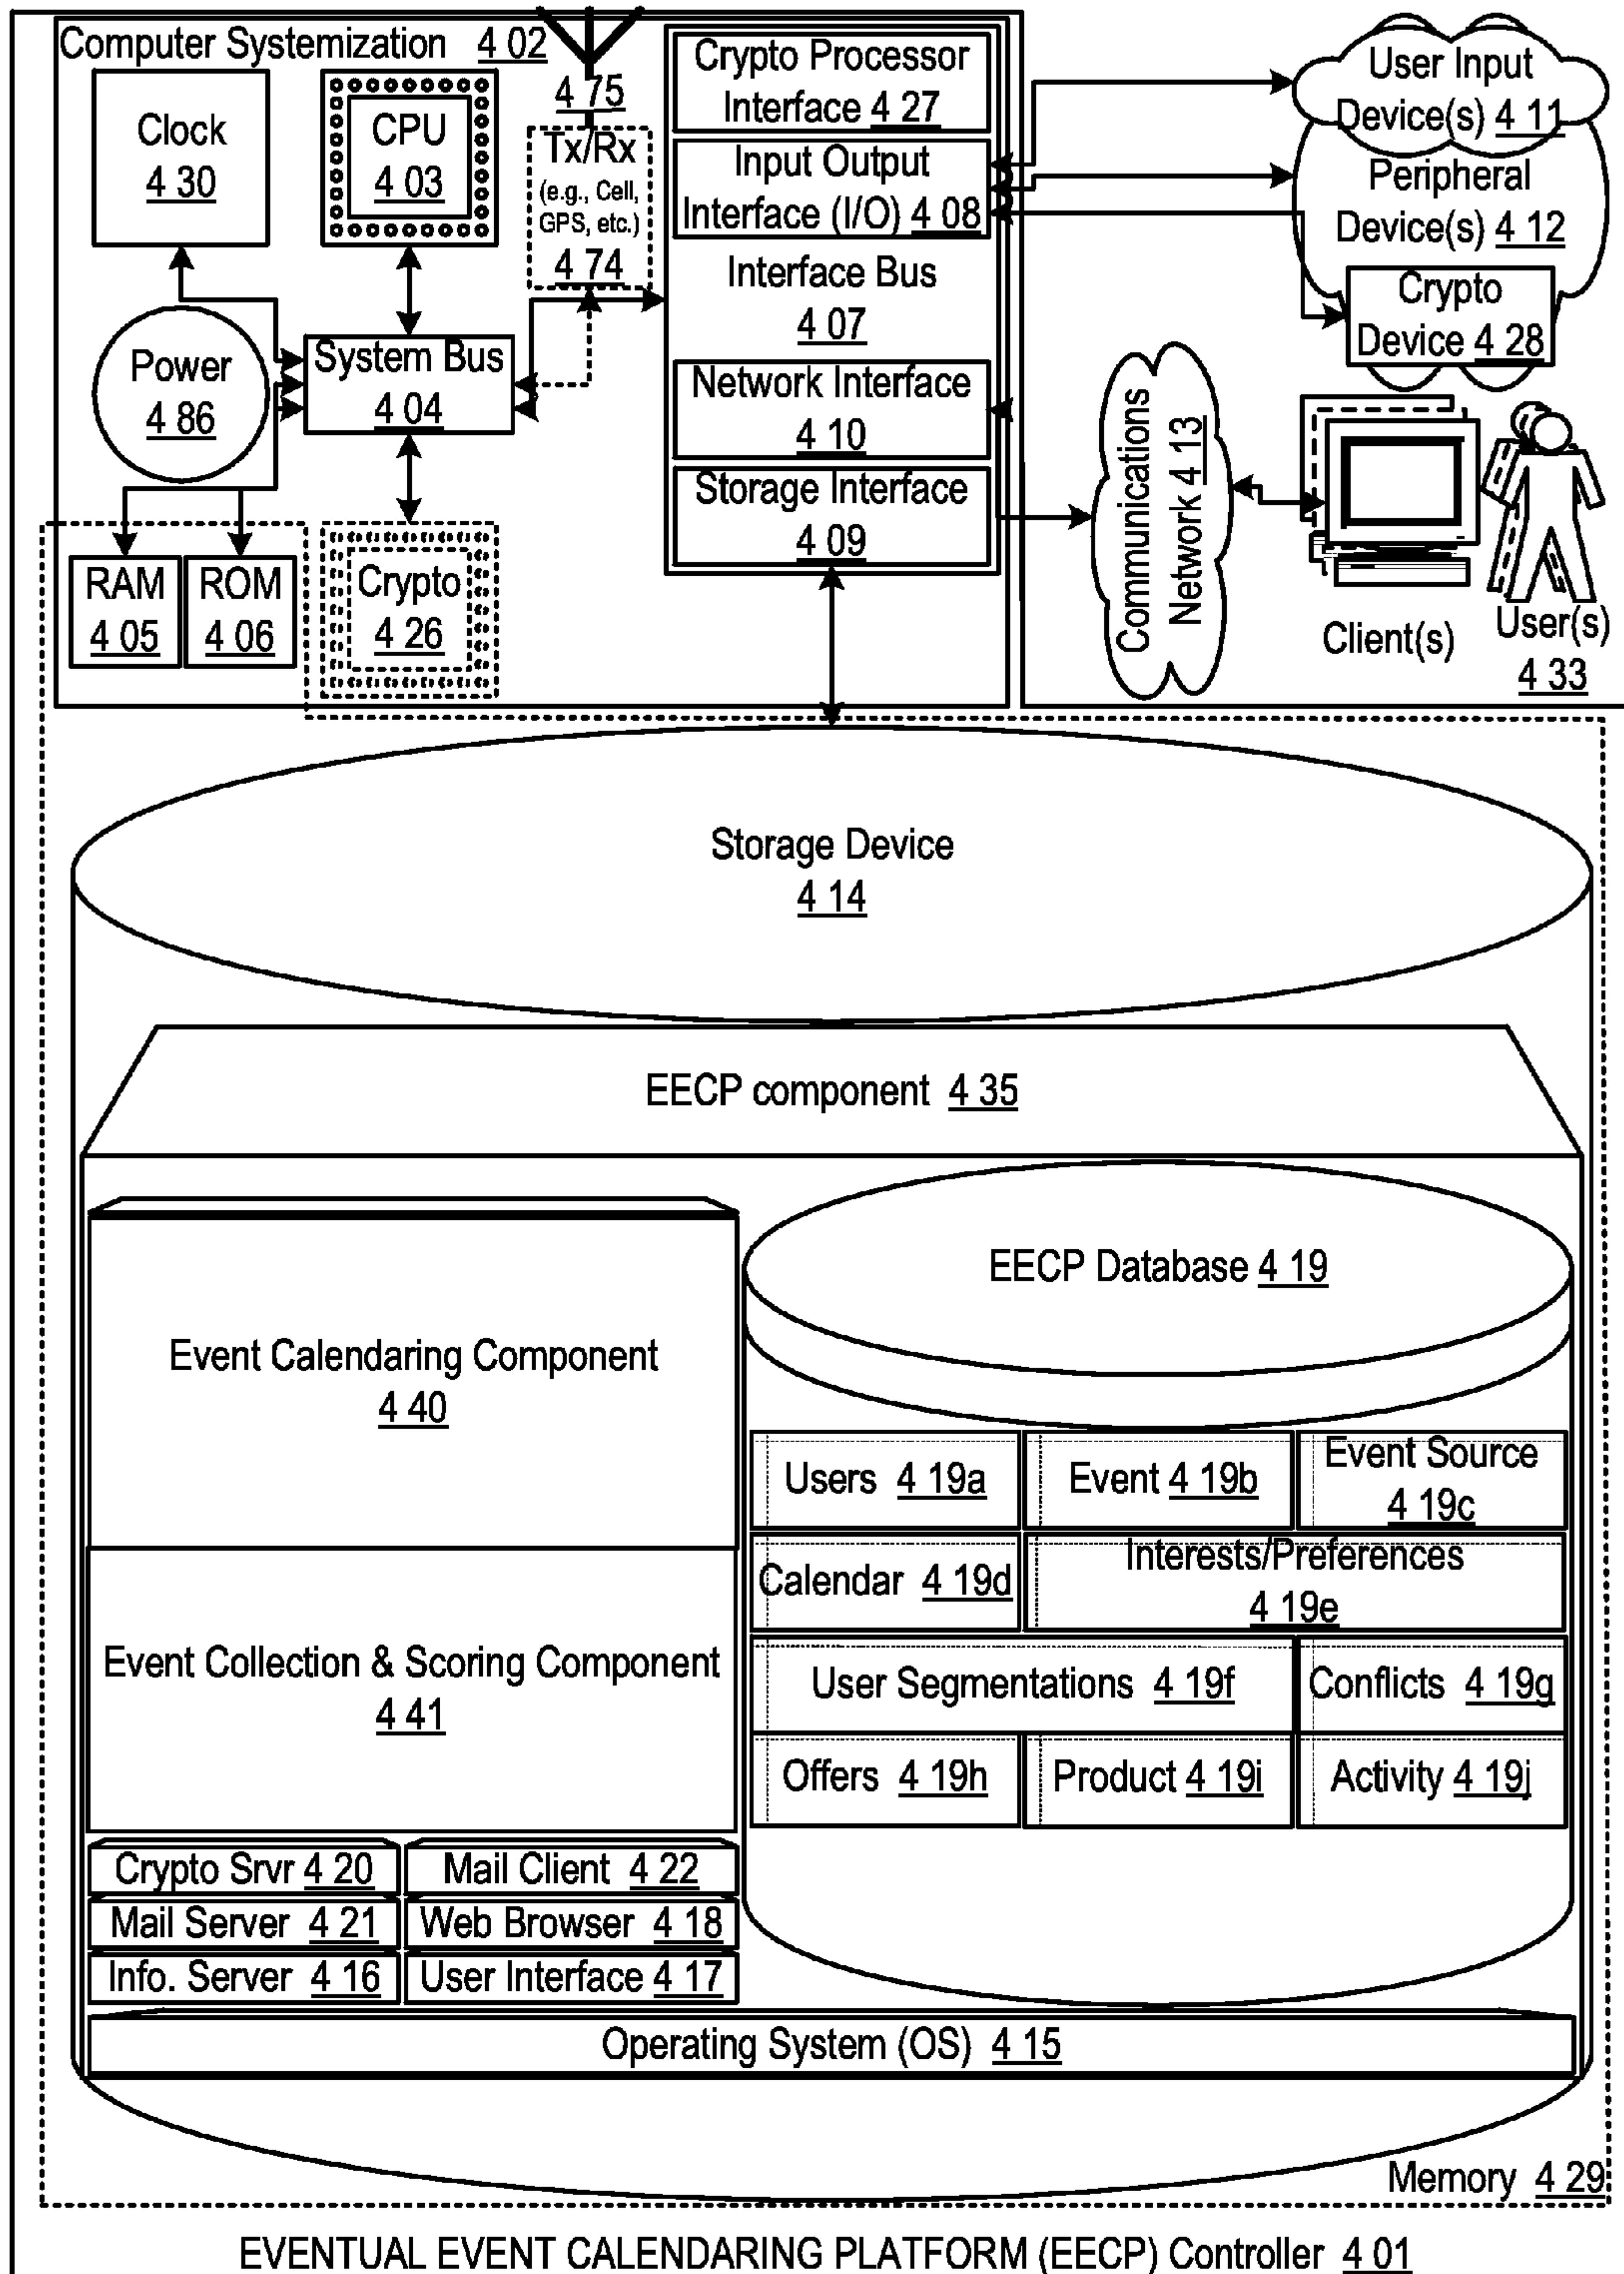 Computer Systemization 4 02
Clock
4 30
CPU
4 03
4 75
Tx/Rx
(e.g., Cell,
GPS, etc.)
4 74
Crypto Processor
Interface 4 27
Input Output
Interface (I/O) 4 08
Interface Bus
4 07
Network Interface
4 10
Storage Interface
4 09
Power
4 86
System Bus
4 04
RAM
4 05
ROM
4 06
Crypto
4 26
User Input
Device(s) 4 11
Peripheral
Device(s) 4 12
Crypto
Device 4 28
Communications
Network 4 13
Client(s)
User(s)
4 33
Storage Device
4 14
EECP component 4 35
Event Calendaring Component
4 40
Event Collection & Scoring Component
4 41
EECP Database 4 19
Users 4 19a
Event 4 19b
Event Source
4 19c
Calendar 4 19d
Interests/Preferences
4 19e
User Segmentations 4 19f
Conflicts 4 19g
Offers 4 19h
Product 4 19i
Activity 4 19j
Crypto Srvr 4 20
Mail Client 4 22
Mail Server 4 21
Web Browser 4 18
Info. Server 4 16
User Interface 4 17
Operating System (OS) 4 15
Memory 4 29
EVENTUAL EVENT CALENDARING PLATFORM (EECP) Controller 4 01